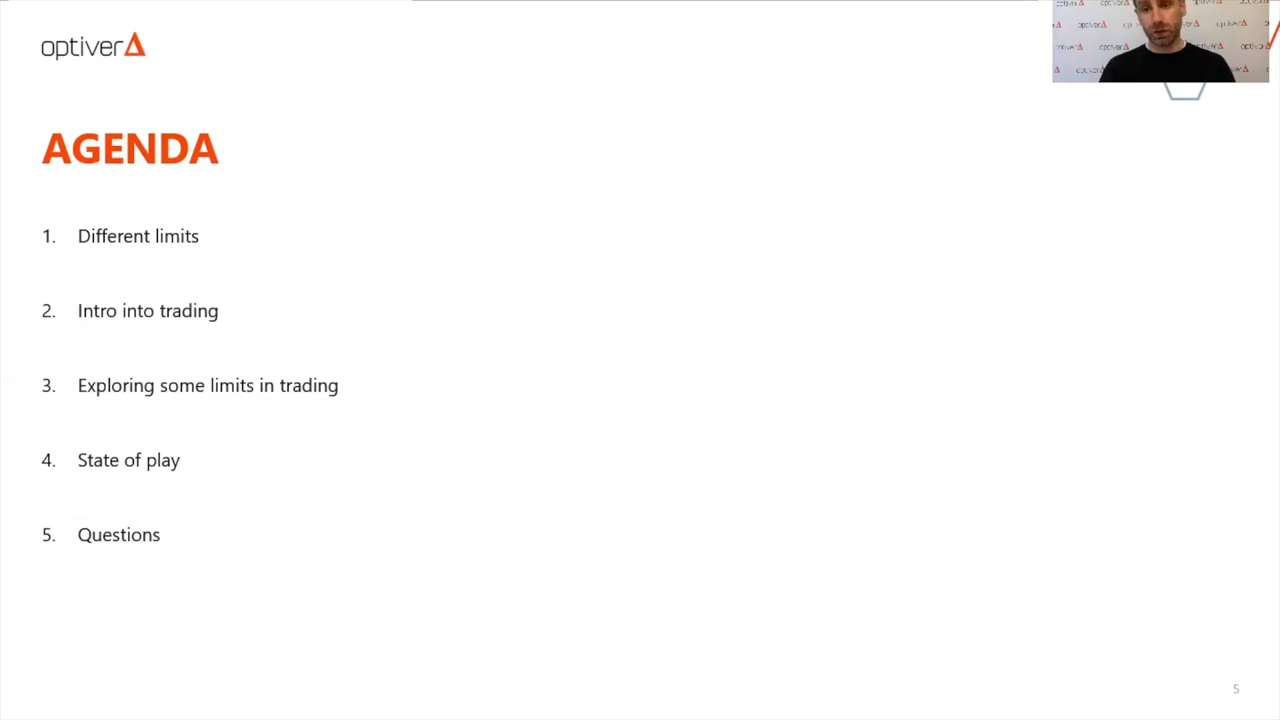 optiver
AGENDA
1. Different limits
2. Intro into trading
3. Exploring some limits in trading
4. State of play
5. Questions
5